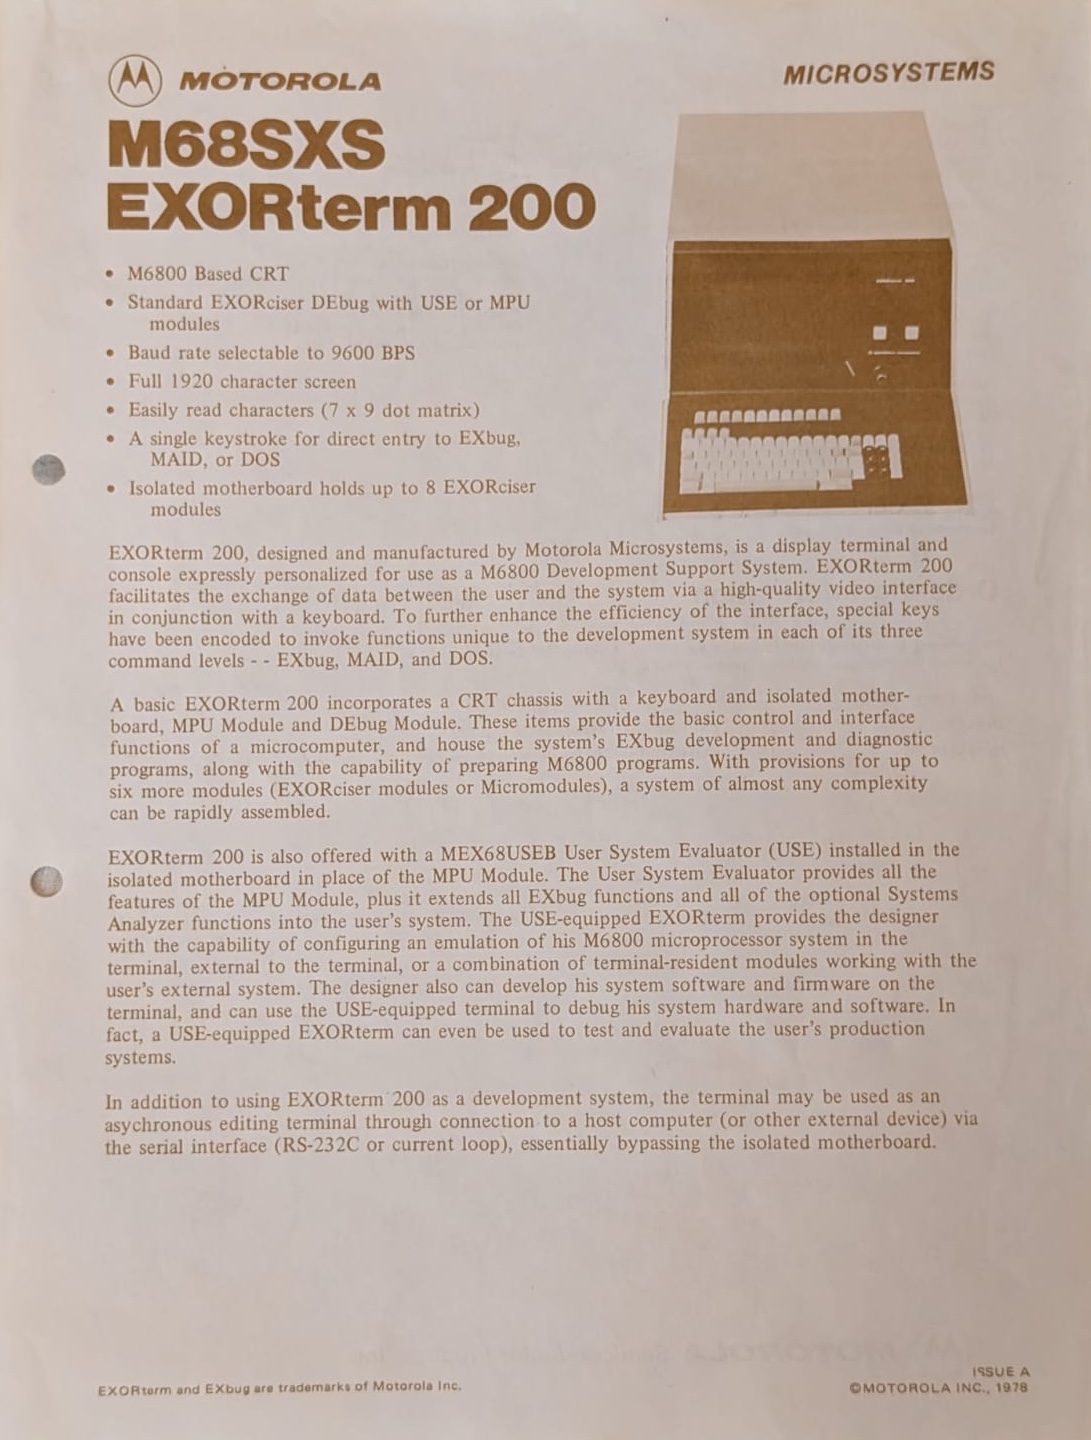 MOTOROLA
MICROSYSTEMS
M68SXS
EXORterm 200
• M6800 Based CRT
• Standard EXORciser DEbug with USE or MPU
modules
• Baud rate selectable to 9600 BPS
• Full 1920 character screen
• Easily read characters (7 x 9 dot matrix)
• A single keystroke for direct entry to EXbug,
MAID, or DOS
• Isolated motherboard holds up to 8 EXORciser
modules
EXORterm 200, designed and manufactured by Motorola Microsystems, is a display terminal and
console expressly personalized for use as a M6800 Development Support System. EXORterm 200
facilitates the exchange of data between the user and the system via a high-quality video interface
in conjunction with a keyboard. To further enhance the efficiency of the interface, special keys
have been encoded to invoke functions unique to the development system in each of its three
command levels - - EXbug, MAID, and DOS.
A basic EXORterm 200 incorporates a CRT chassis with a keyboard and isolated mother-
board, MPU Module and DEbug Module. These items provide the basic control and interface
functions of a microcomputer, and house the system's EXbug development and diagnostic
programs, along with the capability of preparing M6800 programs. With provisions for up to
six more modules (EXORciser modules or Micromodules), a system of almost any complexity
can be rapidly assembled.
EXORterm 200 is also offered with a MEX68USEB User System Evaluator (USE) installed in the
isolated motherboard in place of the MPU Module. The User System Evaluator provides all the
features of the MPU Module, plus it extends all EXbug functions and all of the optional Systems
Analyzer functions into the user's system. The USE-equipped EXORterm provides the designer
with the capability of configuring an emulation of his M6800 microprocessor system in the
terminal, external to the terminal, or a combination of terminal-resident modules working with the
user's external system. The designer also can develop his system software and firmware on the
terminal, and can use the USE-equipped terminal to debug his system hardware and software. In
fact, a USE-equipped EXORterm can even be used to test and evaluate the user's production
systems.
In addition to using EXORterm 200 as a development system, the terminal may be used as an
asychronous editing terminal through connection to a host computer (or other external device) via
the serial interface (RS-232C or current loop), essentially bypassing the isolated motherboard.
EXORterm and EXbug are trademarks of Motorola Inc.
ISSUE A
©MOTOROLA INC., 1978